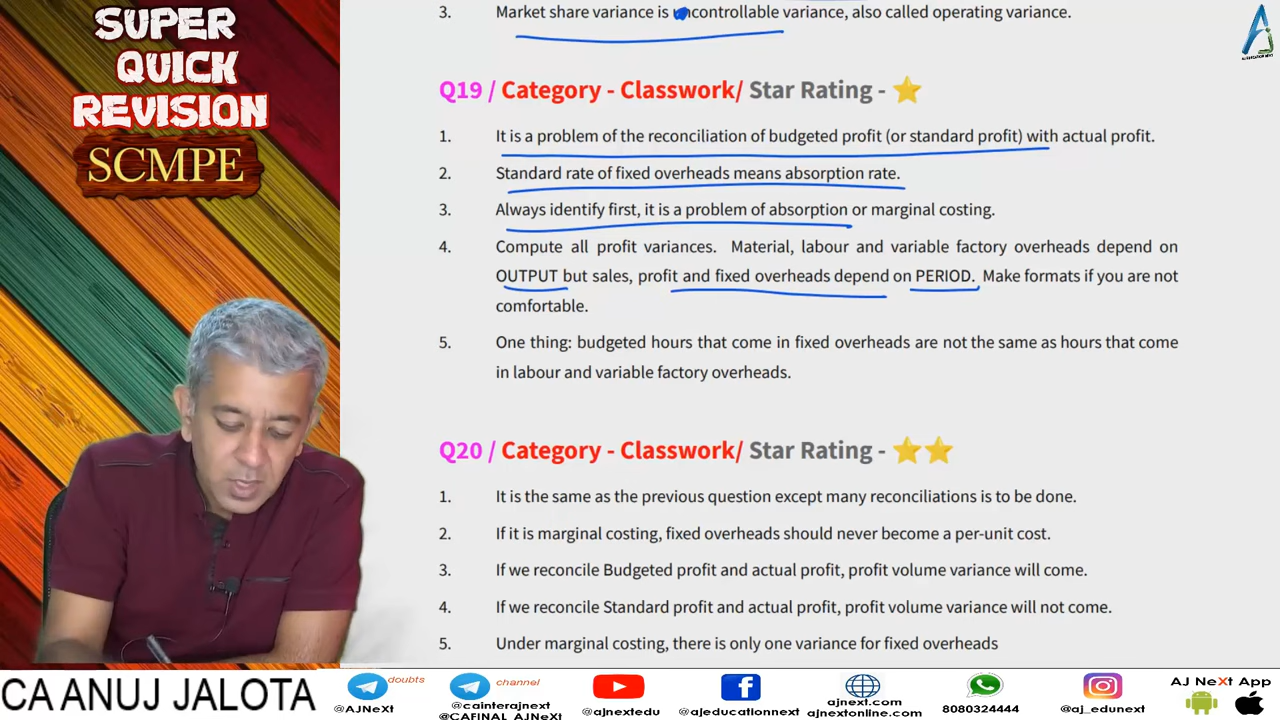 SUPER
QUICK
REVISION
SCMPE
3. Market share variance is uncontrollable variance, also called operating variance.
Q19 / Category - Classwork/ Star Rating -
1. It is a problem of the reconciliation of budgeted profit (or standard profit) with actual profit.
2. Standard rate of fixed overheads means absorption rate.
3. Always identify first, it is a problem of absorption or marginal costing.
4. Compute all profit variances. Material, labour and variable factory overheads depend on
OUTPUT but sales, profit and fixed overheads depend on PERIOD. Make formats if you are not
comfortable.
5. One thing: budgeted hours that come in fixed overheads are not the same as hours that come
in labour and variable factory overheads.
Q20 / Category - Classwork/ Star Rating -
1. It is the same as the previous question except many reconciliations is to be done.
2. If it is marginal costing, fixed overheads should never become a per-unit cost.
3. If we reconcile Budgeted profit and actual profit, profit volume variance will come.
4. If we reconcile Standard profit and actual profit, profit volume variance will not come.
5. Under marginal costing, there is only one variance for fixed overheads
CA ANUJ JALOTA
doubts
@AJNeXt
channel
@cainterajnext
@CAFINAL_AJNeXt
@ajnextedu
@ajeducationnext
ajnext.com
ajnextonline.com
8080324444
@aj_edunext
AJ NeXt App